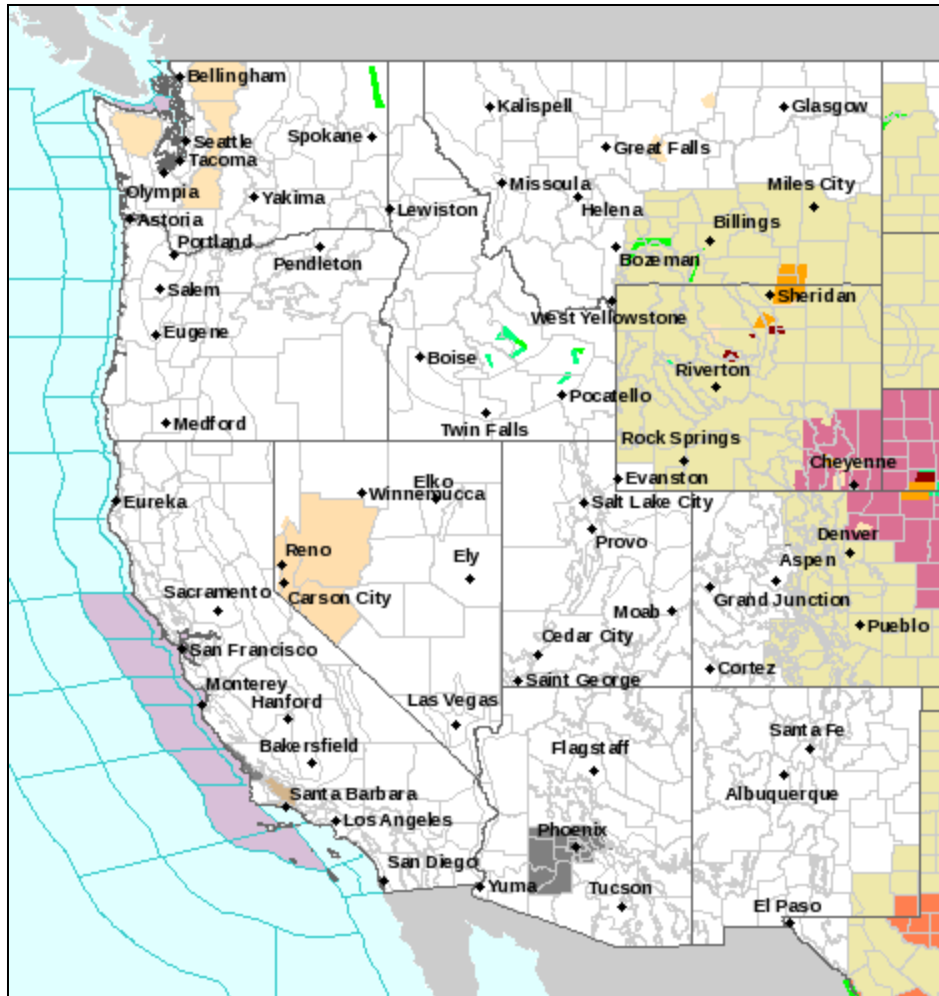 Bellingham
Kalispell
Glasgow
Spokane
Seattle
Great Falls
Tacoma
Olympia
Missoula
Miles City
Yakima
Lewiston
Helena
Astoria
Billings
Portland
Pendleton
Bozeman
Salem
Sheridan
West Yellowstone
Eugene
Boise
Riverton
Pocatello
Medford
Twin Falls
Rock Springs
Cheyenne
Elko
Evanston
Winnemucca
Eureka
Salt Lake City
Denver
Provo
Reno
Ely
Aspen
Sacramento
Carson City
Grand Junction
Moab
Pueblo
Cedar City
San Francisco
Cortez
Saint George
Monterey
Hanford
Las Vegas
Santa Fe
Bakersfield
Flagstaff
Santa Barbara
Albuquerque
Los Angeles
Phoenix
San Diego
Yuma
Tucson
El Paso